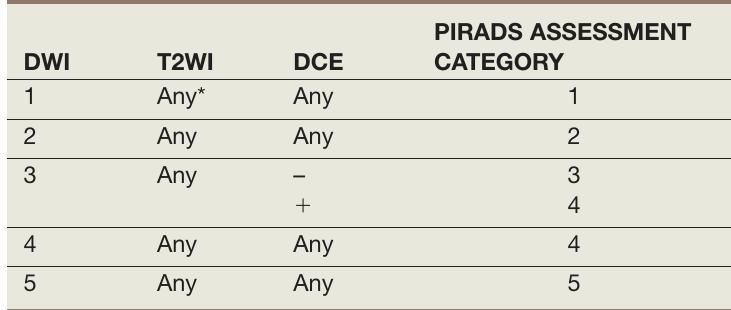 PIRADS ASSESSMENT
DWI T2WI DCE CATEGORY
1 Any* Any 1
2 Any Any 2
3 Any – 3
+ 4
4 Any Any 4
5 Any Any 5